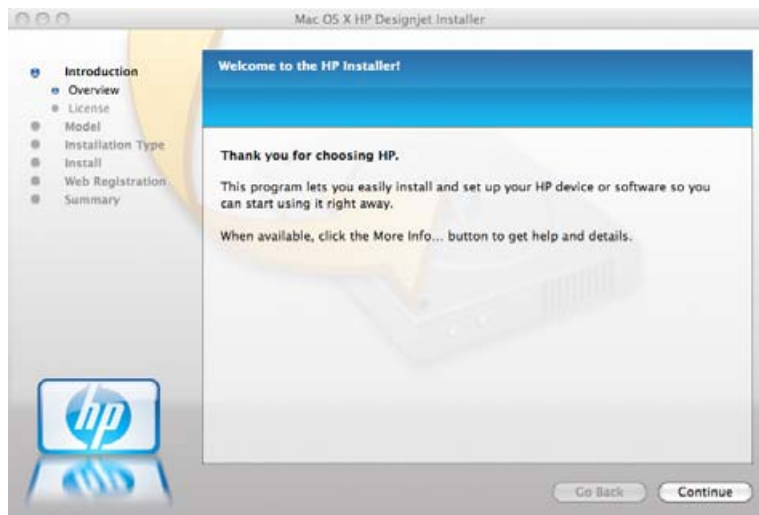 Mac OS X HP Designjet Installer
Introduction
Overview
License
Model
Installation Type
Install
Web Registration
Summary
Welcome to the HP Installer!
Thank you for choosing HP.
This program lets you easily install and set up your HP device or software so you
can start using it right away.
When available, click the More Info... button to get help and details.
hp
Go Back
Continue